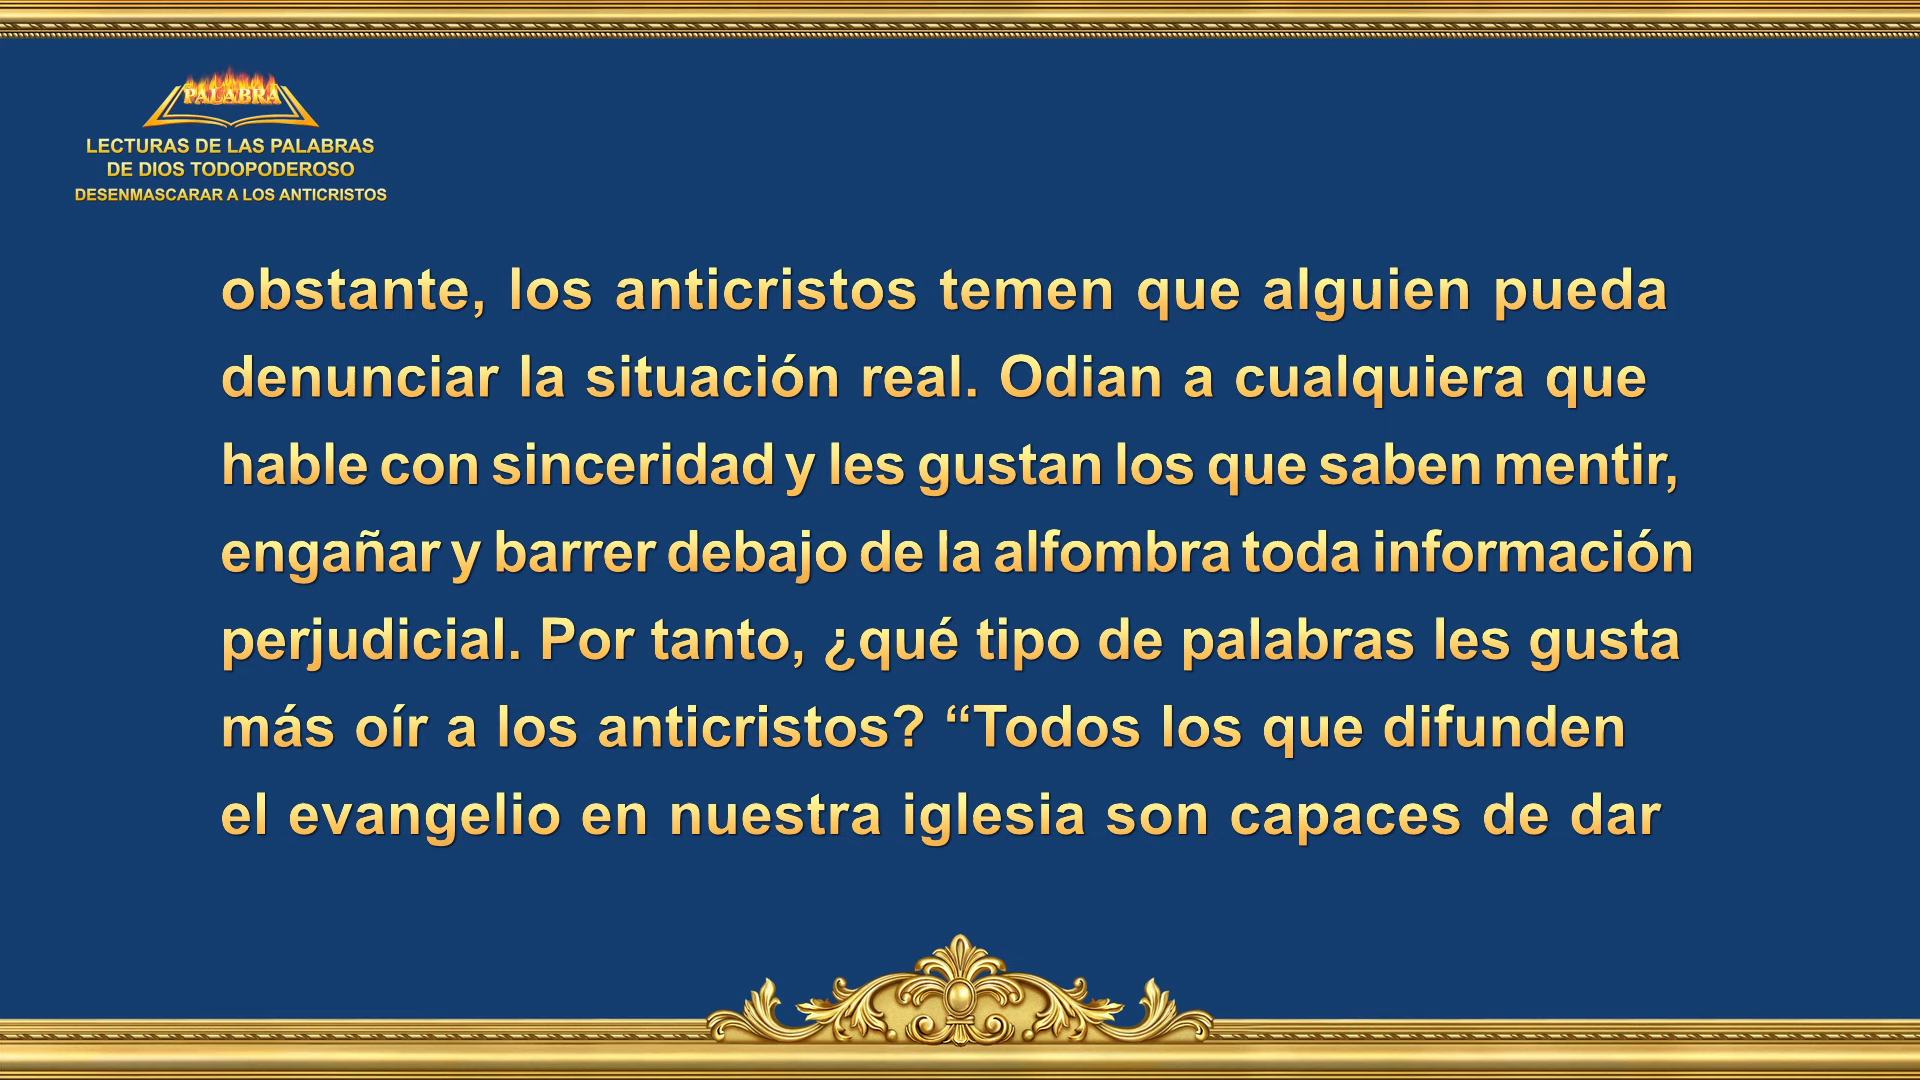 PALABRA
LECTURAS DE LAS PALABRAS
DE DIOS TODOPODEROSO
DESENMASCARAR A LOS ANTICRISTOS
obstante, los anticristos temen que alguien pueda
denunciar la situación real. Odian a cualquiera que
hable con sinceridad y les gustan los que saben mentir,
engañar y barrer debajo de la alfombra toda información
perjudicial. Por tanto, ¿qué tipo de palabras les gusta
más oír a los anticristos? “Todos los que difunden
el evangelio en nuestra iglesia son capaces de dar